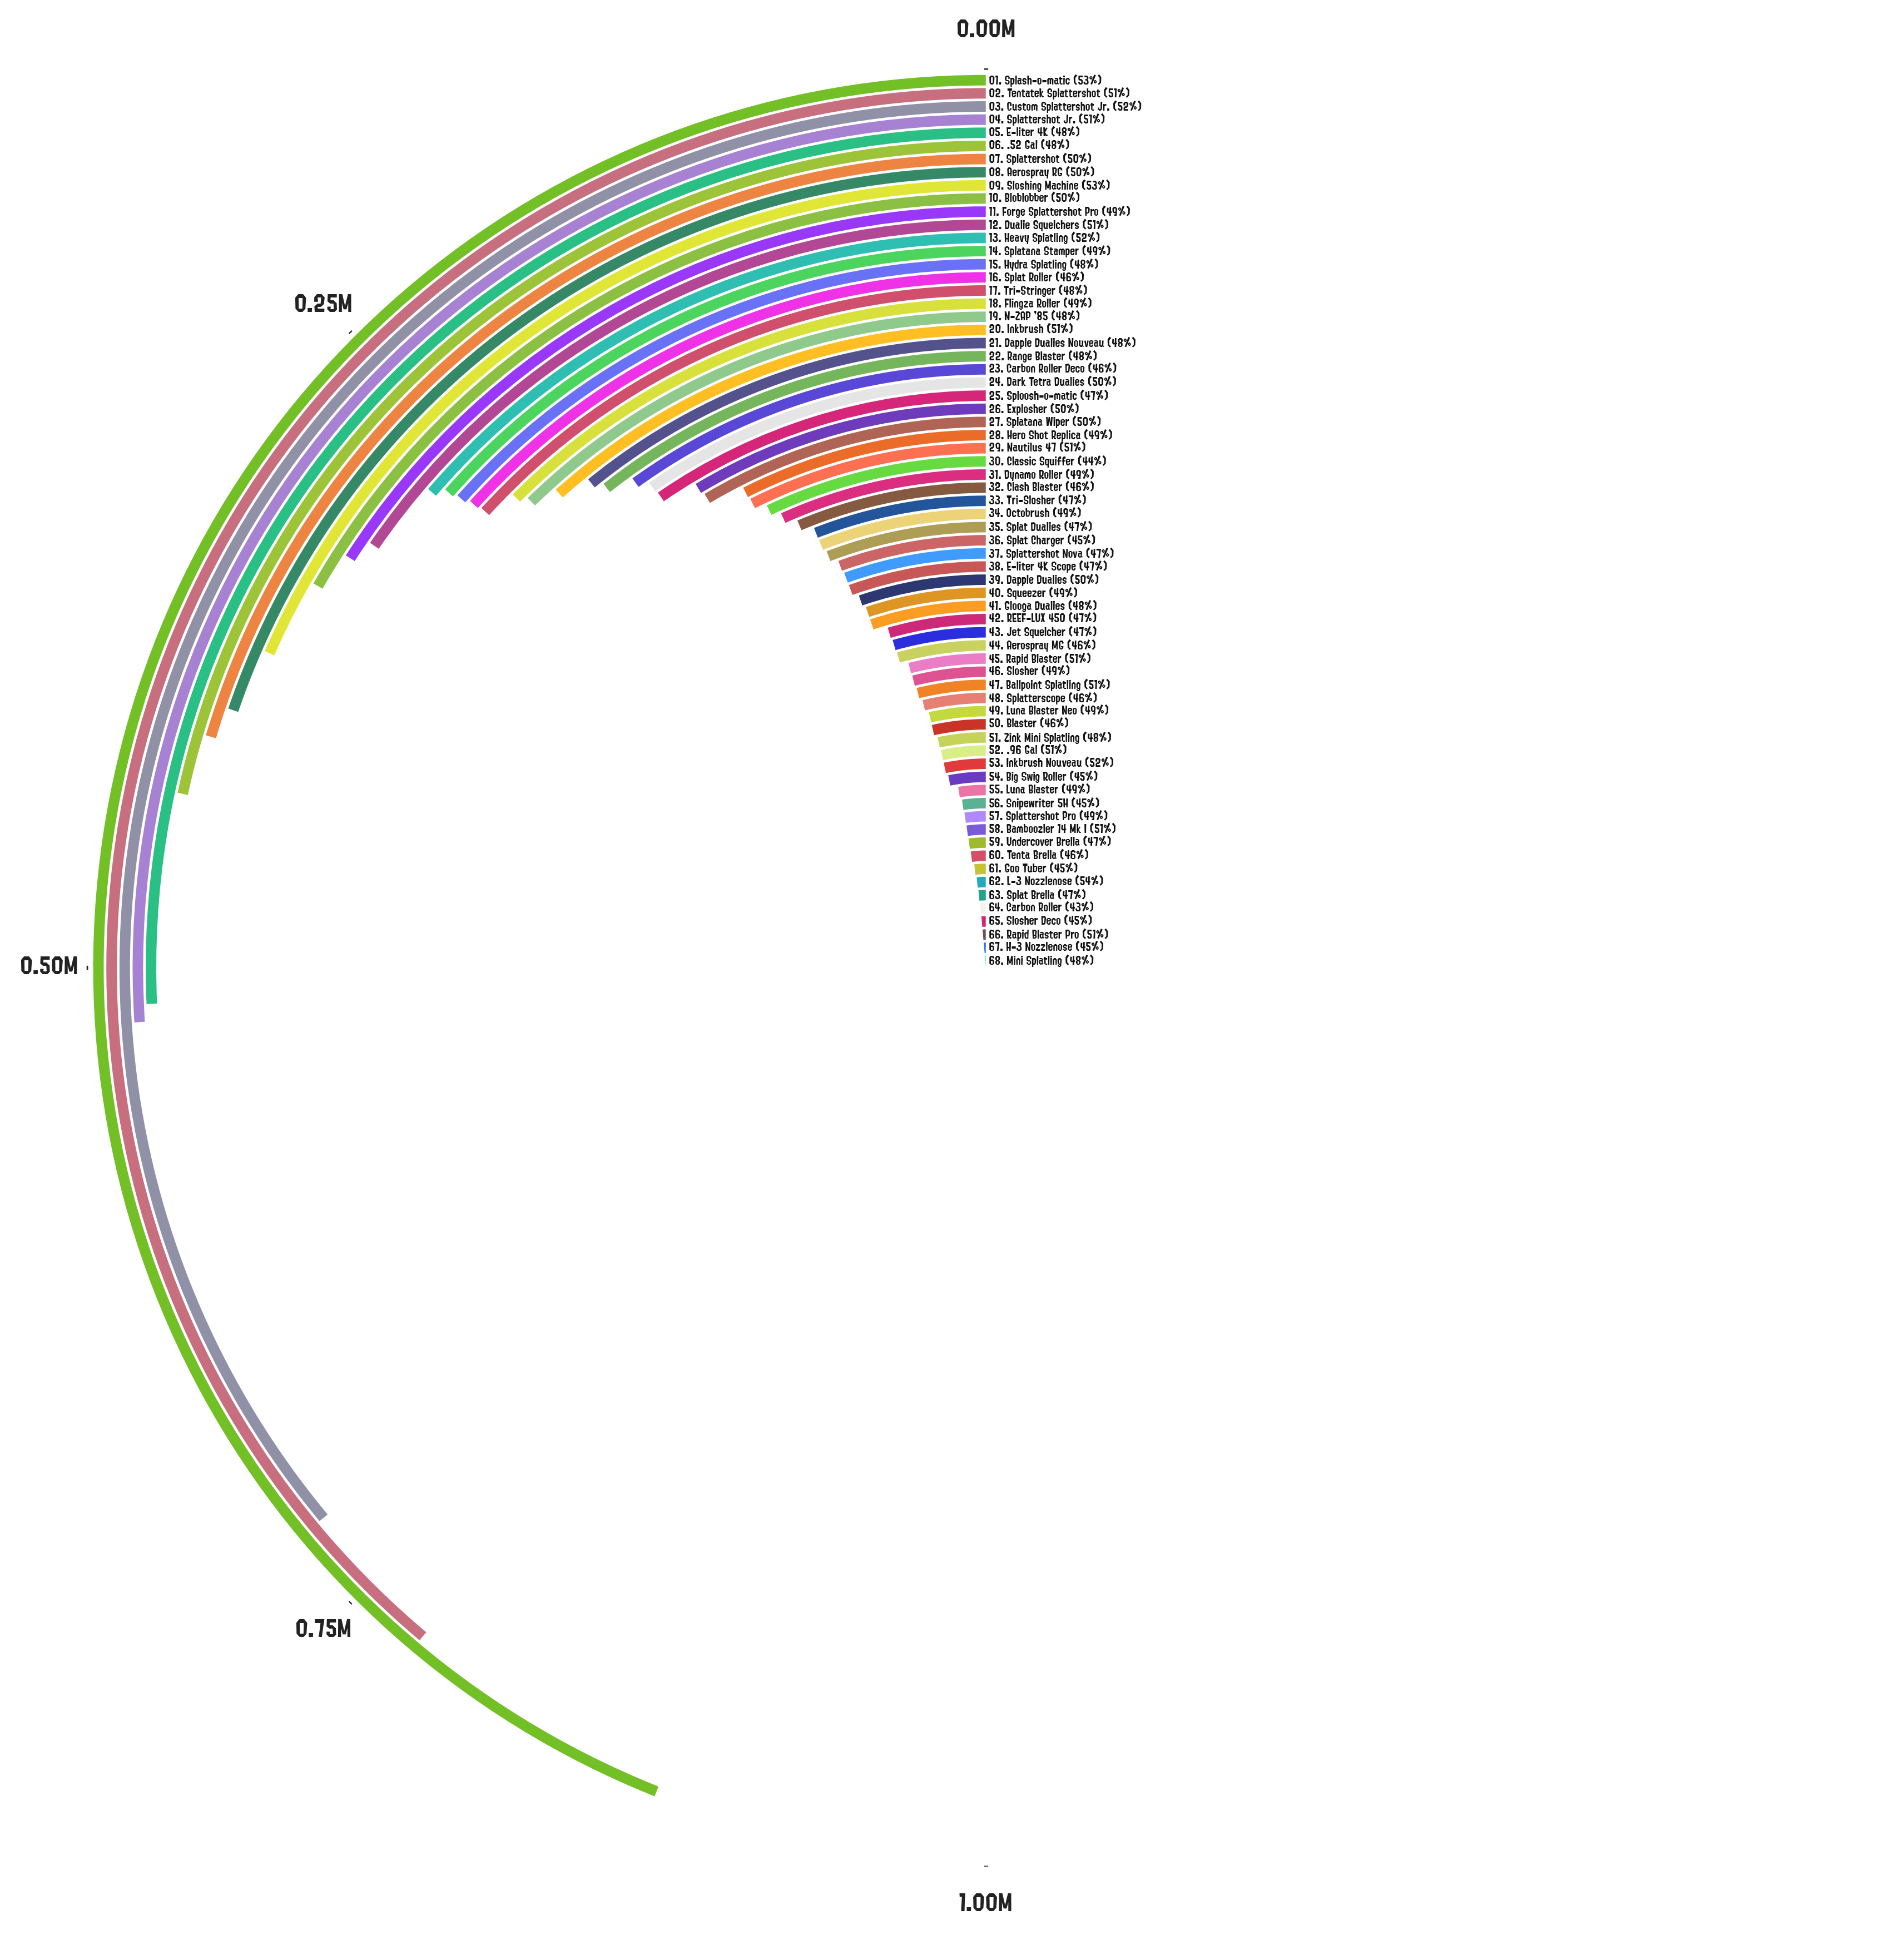 0.00M
01. Splash-o-matic (53%)
02. Tentatek Splattershot (51%)
03. Custom Splattershot Jr. (52%)
04. Splattershot Jr. (51%)
05. E-liter 4K (48%)
06. .52 Gal (48%)
07. Splattershot (50%)
08. Aerospray RG (50%)
09. Sloshing Machine (53%)
10. Bloblobber (50%)
11. Forge Splattershot Pro (49%)
12. Dualie Squelchers (51%)
13. Heavy Splatling (52%)
14. Splatana Stamper (49%)
15. Hydra Splatling (48%)
16. Splat Roller (46%)
17. Tri-Stringer (48%)
18. Flingza Roller (49%)
0.25M
19. N-ZAP '85 (48%)
20. Inkbrush (51%)
21. Dapple Dualies Nouveau (48%)
22. Range Blaster (48%)
23. Carbon Roller Deco (46%)
24. Dark Tetra Dualies (50%)
25. Sploosh-o-matic (47%)
26. Explosher (50%)
27. Splatana Wiper (50%)
28. Hero Shot Replica (49%)
29. Nautilus 47 (51%)
30. Classic Squiffer (44%)
31. Dynamo Roller (49%)
32. Clash Blaster (46%)
33. Tri-Slosher (47%)
34. Octobrush (49%)
35. Splat Dualies (47%)
36. Splat Charger (45%)
37. Splattershot Nova (47%)
38. E-liter 4K Scope (47%)
39. Dapple Dualies (50%)
40. Squeezer (49%)
41. Glooga Dualies (48%)
42. REEF-LUX 450 (47%)
43. Jet Squelcher (47%)
44. Aerospray MG (46%)
45. Rapid Blaster (51%)
46. Slosher (49%)
47. Ballpoint Splatling (51%)
48. Splatterscope (46%)
49. Luna Blaster Neo (49%)
50. Blaster (46%)
51. Zink Mini Splatling (48%)
52. .96 Gal (51%)
53. Inkbrush Nouveau (52%)
54. Big Swig Roller (45%)
55. Luna Blaster (49%)
56. Snipewriter 5H (45%)
57. Splattershot Pro (49%)
58. Bamboozler 14 Mk I (51%)
59. Undercover Brella (47%)
60. Tenta Brella (46%)
61. Goo Tuber (45%)
62. L-3 Nozzlenose (54%)
63. Splat Brella (47%)
64. Carbon Roller (43%)
65. Slosher Deco (45%)
66. Rapid Blaster Pro (51%)
67. H-3 Nozzlenose (45%)
68. Mini Splatling (48%)
0.50M
0.75M
1.00M